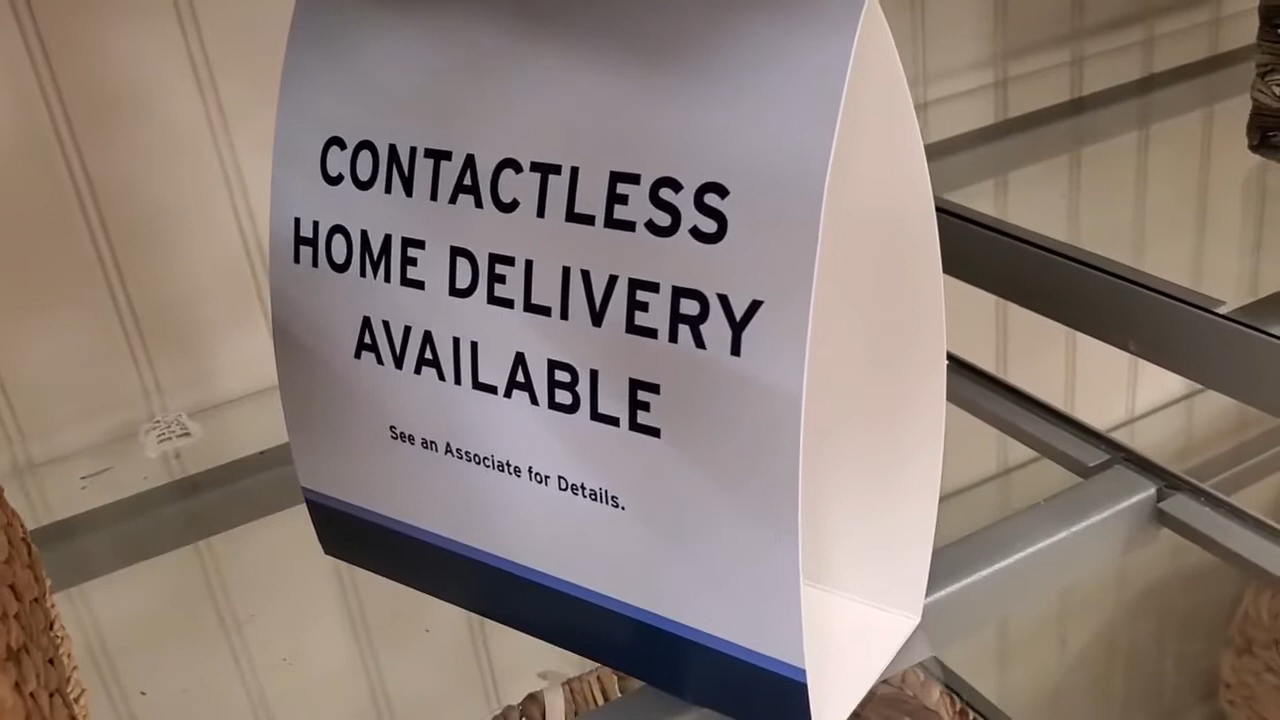 CONTACTLESS
HOME DELIVERY
AVAILABLE
See an Associate for Details.